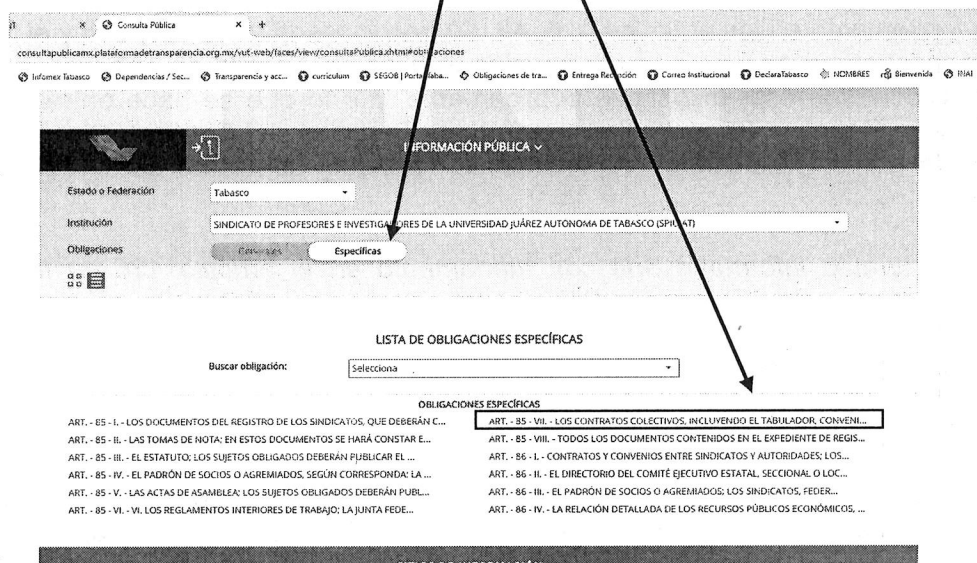 Consulta Pública
consultapublicamx.plataformadetransparencia.org.mx/vut-web/faces/view/consultaPublica.xhtml#obligaciones
Infomex Tabasco Dependencias / Sec... Transparencia y acc... curriculum SEGOB | Portal Taba... Obligaciones de tra... Entrega Recepción Correo Institucional DeclaraTabasco NOMBRES Bienvenida INAI
INFORMACIÓN PÚBLICA
Estado o Federación Tabasco
Institución SINDICATO DE PROFESORES E INVESTIGADORES DE LA UNIVERSIDAD JUÁREZ AUTÓNOMA DE TABASCO (SPIUJAT)
Obligaciones Generales Específicas
LISTA DE OBLIGACIONES ESPECÍFICAS
Buscar obligación: Selecciona
OBLIGACIONES ESPECÍFICAS
ART. - 85 - I. - LOS DOCUMENTOS DEL REGISTRO DE LOS SINDICATOS, QUE DEBERÁN C...
ART. - 85 - II. - LAS TOMAS DE NOTA; EN ESTOS DOCUMENTOS SE HARÁ CONSTAR E...
ART. - 85 - III. - EL ESTATUTO; LOS SUJETOS OBLIGADOS DEBERÁN PUBLICAR EL ...
ART. - 85 - IV. - EL PADRÓN DE SOCIOS O AGREMIADOS, SEGÚN CORRESPONDA: LA ...
ART. - 85 - V. - LAS ACTAS DE ASAMBLEA; LOS SUJETOS OBLIGADOS DEBERÁN PUBL...
ART. - 85 - VI. - VI. LOS REGLAMENTOS INTERIORES DE TRABAJO; LA JUNTA FEDE...
ART. - 85 - VII. - LOS CONTRATOS COLECTIVOS, INCLUYENDO EL TABULADOR, CONVENI...
ART. - 85 - VIII. - TODOS LOS DOCUMENTOS CONTENIDOS EN EL EXPEDIENTE DE REGIS...
ART. - 86 - I. - CONTRATOS Y CONVENIOS ENTRE SINDICATOS Y AUTORIDADES; LOS...
ART. - 86 - II. - EL DIRECTORIO DEL COMITÉ EJECUTIVO ESTATAL, SECCIONAL O LOC...
ART. - 86 - III. - EL PADRÓN DE SOCIOS O AGREMIADOS; LOS SINDICATOS, FEDER...
ART. - 86 - IV. - LA RELACIÓN DETALLADA DE LOS RECURSOS PÚBLICOS ECONÓMICOS, ...